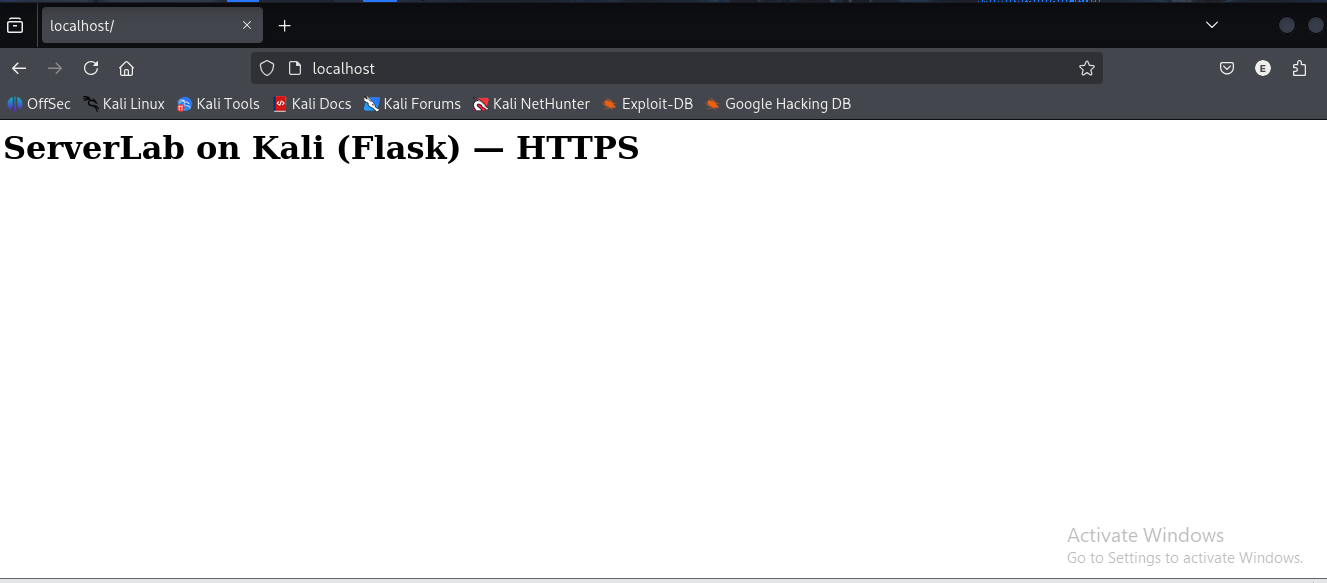 localhost/
localhost
E
OffSec Kali Linux Kali Tools Kali Docs Kali Forums Kali NetHunter Exploit-DB Google Hacking DB
ServerLab on Kali (Flask) — HTTPS
Activate Windows
Go to Settings to activate Windows.